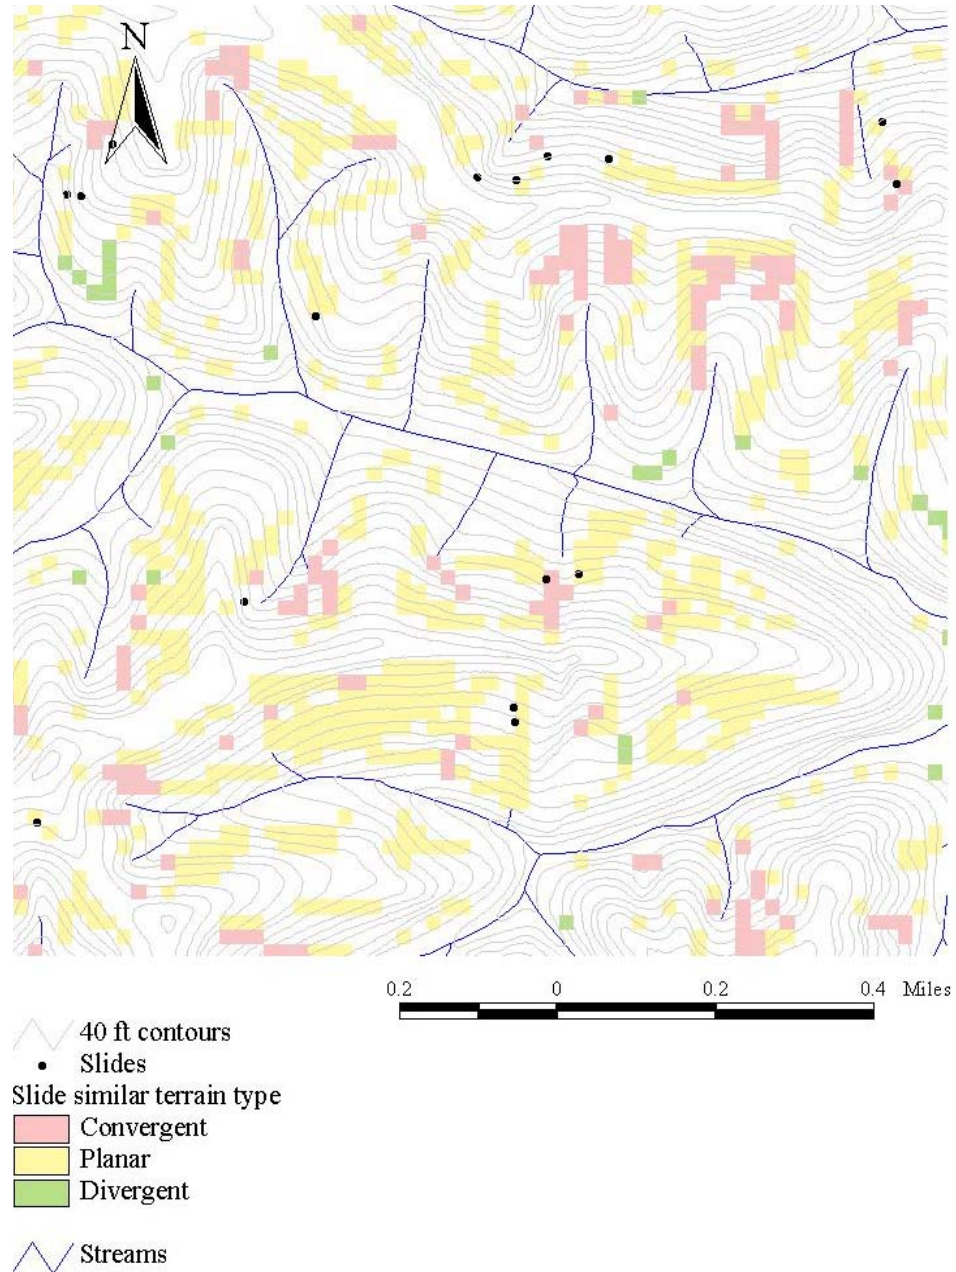 N
0.2 0 0.2 0.4 Miles
40 ft contours
Slides
Slide similar terrain type
Convergent
Planar
Divergent
Streams